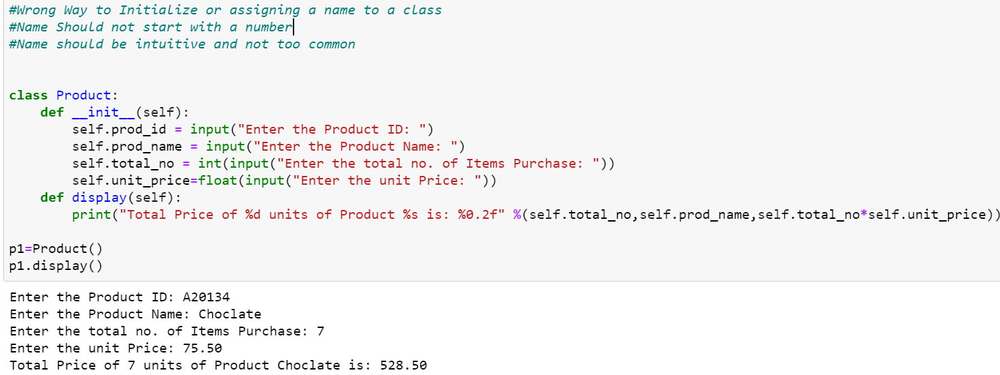 #Wrong Way to Initialize or assigning a name to a class
#Name Should not start with a number
#Name should be intuitive and not too common
class Product:
    def __init__(self):
        self.prod_id = input("Enter the Product ID: ")
        self.prod_name = input("Enter the Product Name: ")
        self.total_no = int(input("Enter the total no. of Items Purchase: "))
        self.unit_price=float(input("Enter the unit Price: "))
    def display(self):
        print("Total Price of %d units of Product %s is: %0.2f" %(self.total_no,self.prod_name,self.total_no*self.unit_price))
p1=Product()
p1.display()
Enter the Product ID: A20134
Enter the Product Name: Choclate
Enter the total no. of Items Purchase: 7
Enter the unit Price: 75.50
Total Price of 7 units of Product Choclate is: 528.50